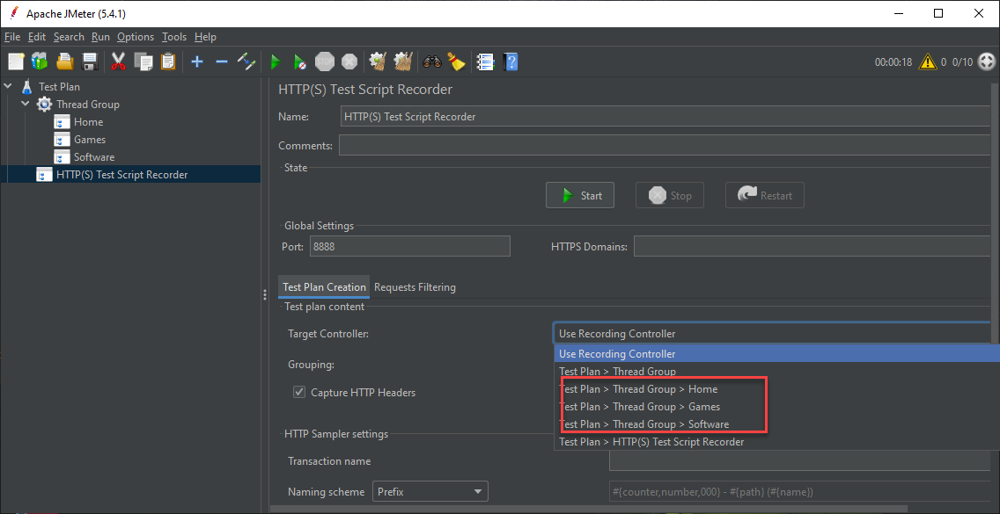 Apache JMeter (5.4.1)
File Edit Search Run Options Tools Help
STOP
00:00:18 0 0/10
Test Plan
Thread Group
Home
Games
Software
HTTP(S) Test Script Recorder
HTTP(S) Test Script Recorder
Name: HTTP(S) Test Script Recorder
Comments:
State
Start Stop Restart
Global Settings
Port: 8888 HTTPS Domains:
Test Plan Creation Requests Filtering
Test plan content
Target Controller: Use Recording Controller
Use Recording Controller
Test Plan > Thread Group
Grouping:
Test Plan > Thread Group > Home
Capture HTTP Headers
Test Plan > Thread Group > Games
Test Plan > Thread Group > Software
HTTP Sampler settings
Test Plan > HTTP(S) Test Script Recorder
Transaction name
Naming scheme Prefix #{counter,number,000} - #{path} (#{name})